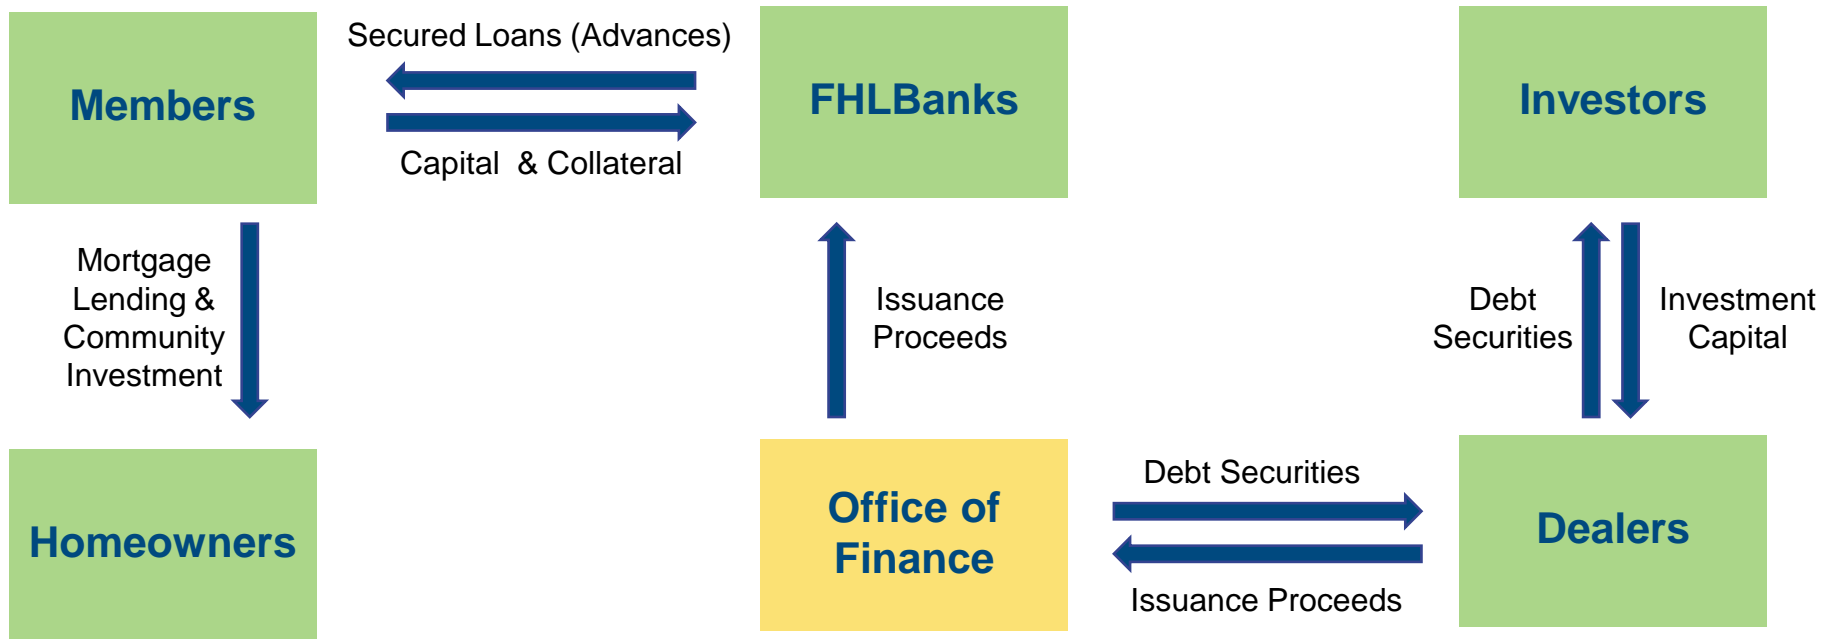 Secured Loans (Advances)
Members
FHLBanks
Investors
Capital & Collateral
Mortgage
Lending &
Community
Investment
Issuance
Proceeds
Debt
Securities
Investment
Capital
Homeowners
Office of
Finance
Debt Securities
Dealers
Issuance Proceeds